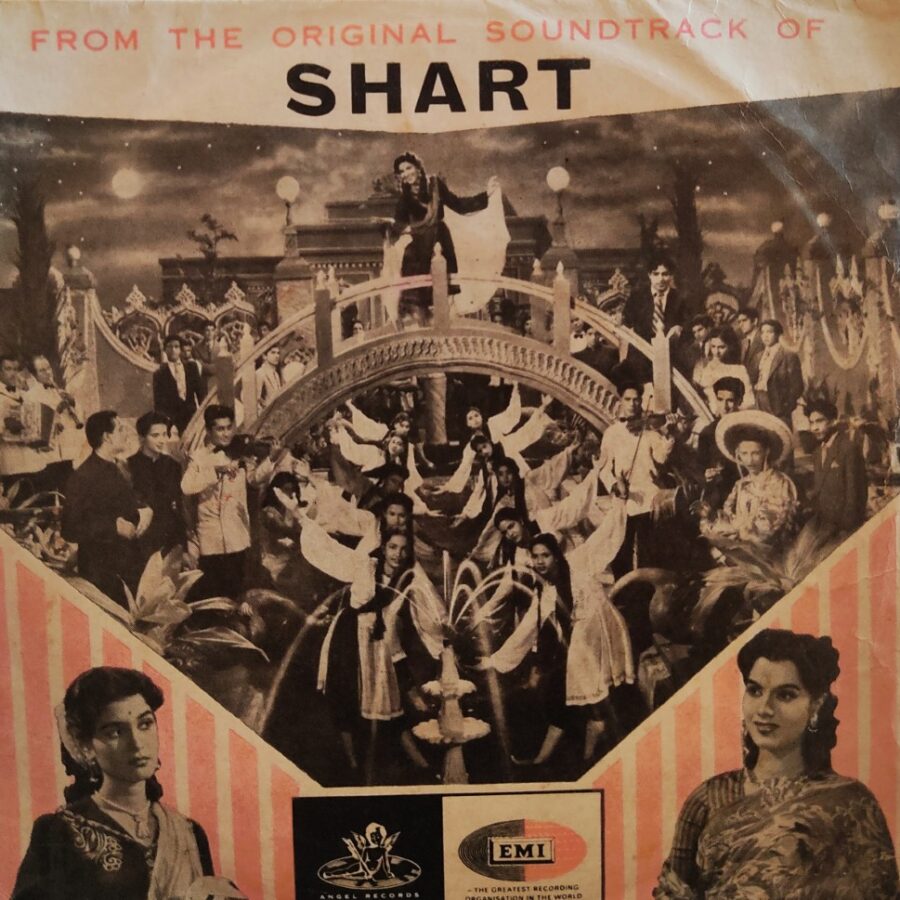 FROM THE ORIGINAL SOUNDTRACK OF
SHART
ANGEL RECORDS
EMI
– THE GREATEST RECORDING
ORGANISATION IN THE WORLD